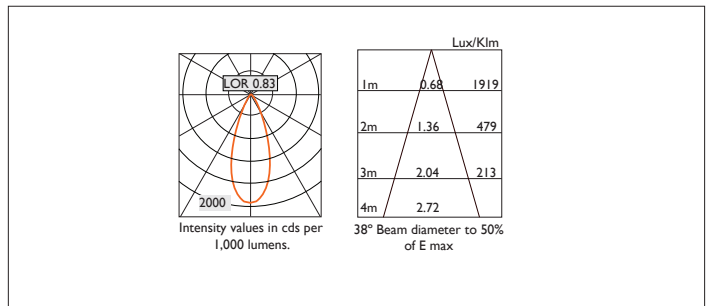 LOR 0.83
2000
Intensity values in cds per
1,000 lumens.
Lux/Klm
1m 0.68 1919
2m 1.36 479
3m 2.04 213
4m 2.72
38º Beam diameter to 50%
of E max